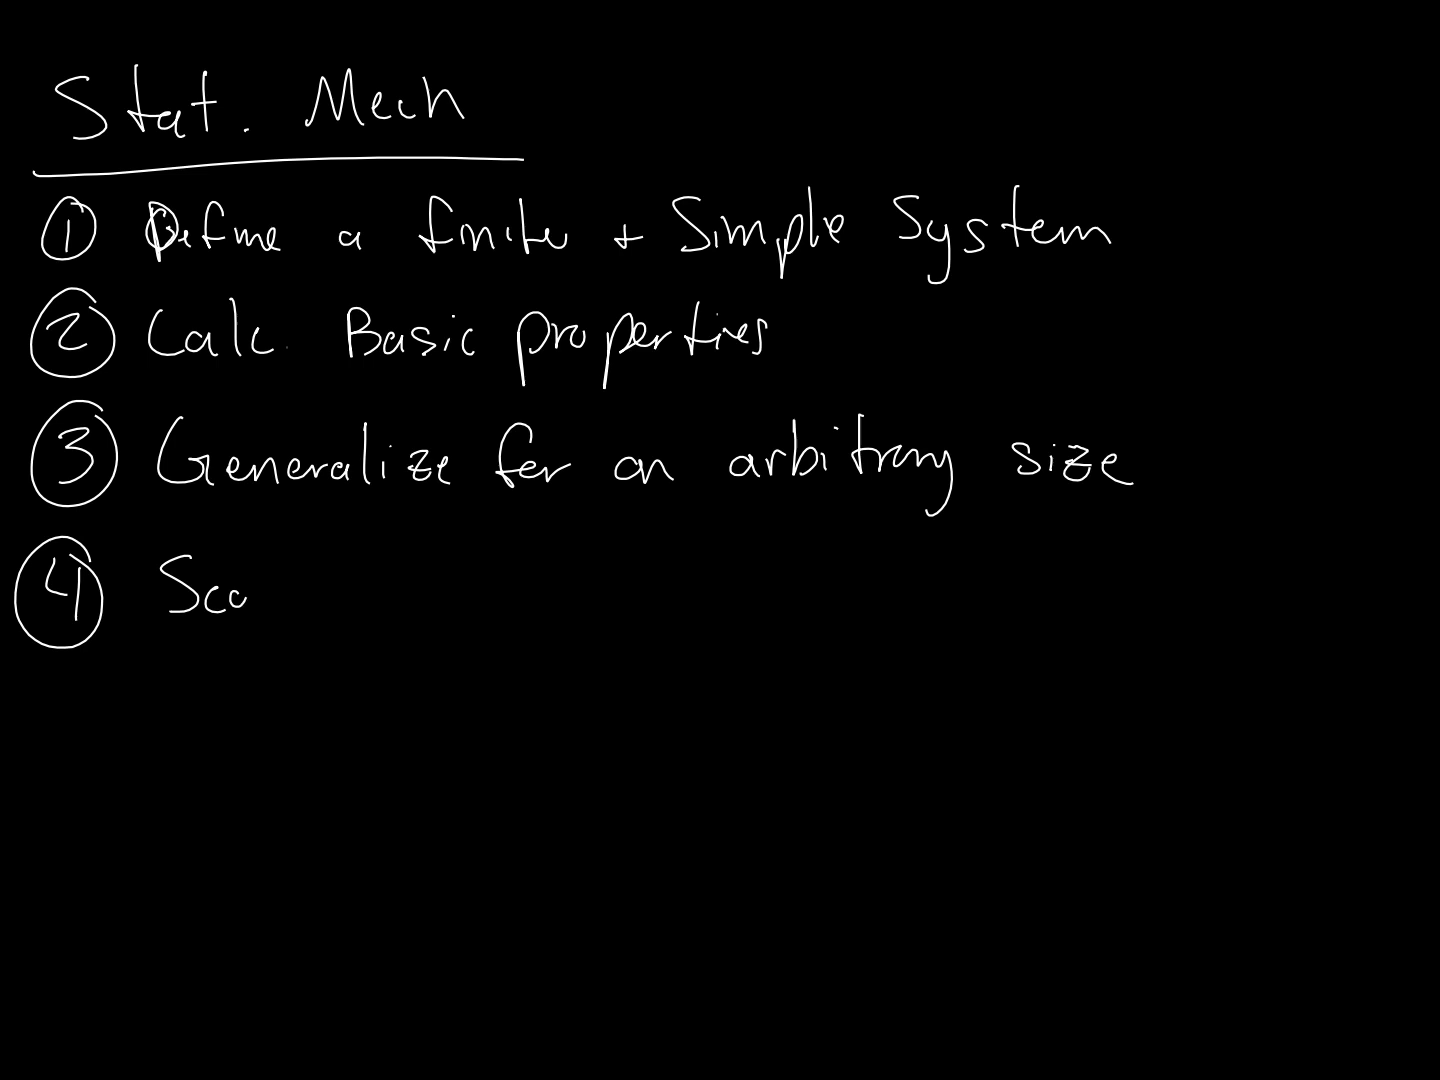 Stat. Mech
① Define a finite + Simple System
② Calc. Basic properties
③ Generalize for an arbitrary size
④ Sca